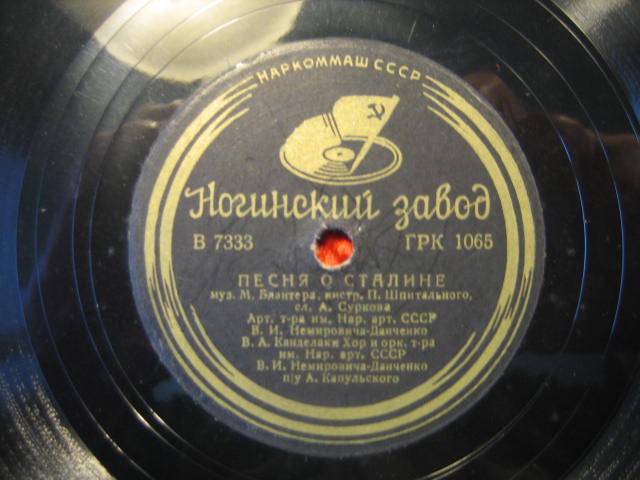 НАРКОММАШ СССР
Ногинский завод
В 7333 ГРК 1065
ПЕСНЯ О СТАЛИНЕ
муз. М. Блантера, инстр. П. Шпитального,
сл. А. Суркова
Арт. т-ра им. Нар. арт. СССР
В. И. Немировича-Данченко
В. А. Канделаки Хор и орк. т-ра
им. Нар. арт. СССР
В. И. Немировича-Данченко
п/у А. Капульского